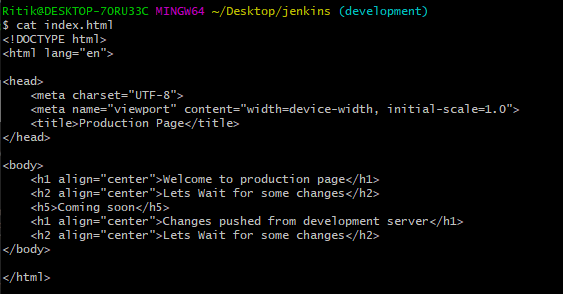 Ritik@DESKTOP-7ORU33C MINGW64 ~/Desktop/jenkins (development)
$ cat index.html
<!DOCTYPE html>
<html lang="en">

<head>
    <meta charset="UTF-8">
    <meta name="viewport" content="width=device-width, initial-scale=1.0">
    <title>Production Page</title>
</head>

<body>
    <h1 align="center">Welcome to production page</h1>
    <h2 align="center">Lets Wait for some changes</h2>
    <h5>Coming soon</h5>
    <h1 align="center">Changes pushed from development server</h1>
    <h2 align="center">Lets Wait for some changes</h2>
</body>

</html>